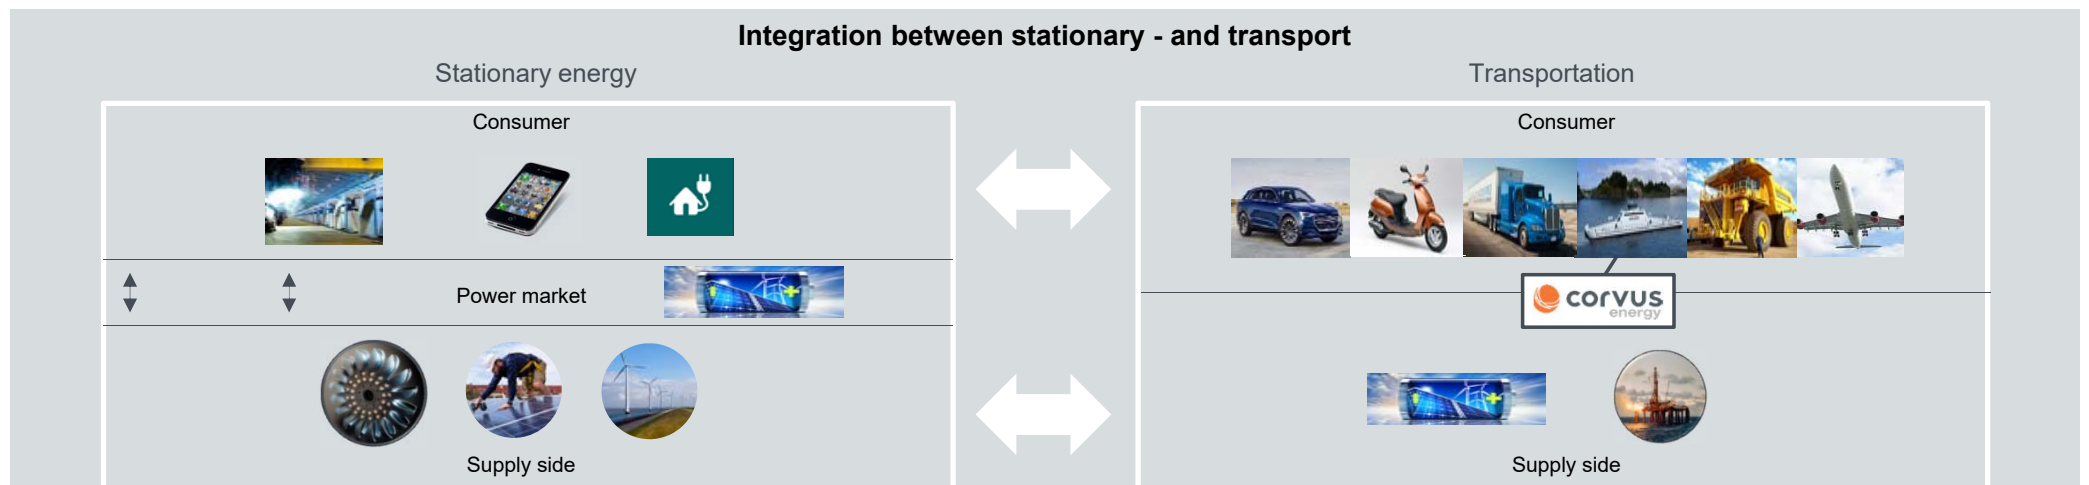 Integration between stationary - and transport
Stationary energy
Transportation
Consumer
Consumer
Power market
corvus
energy
Supply side
Supply side